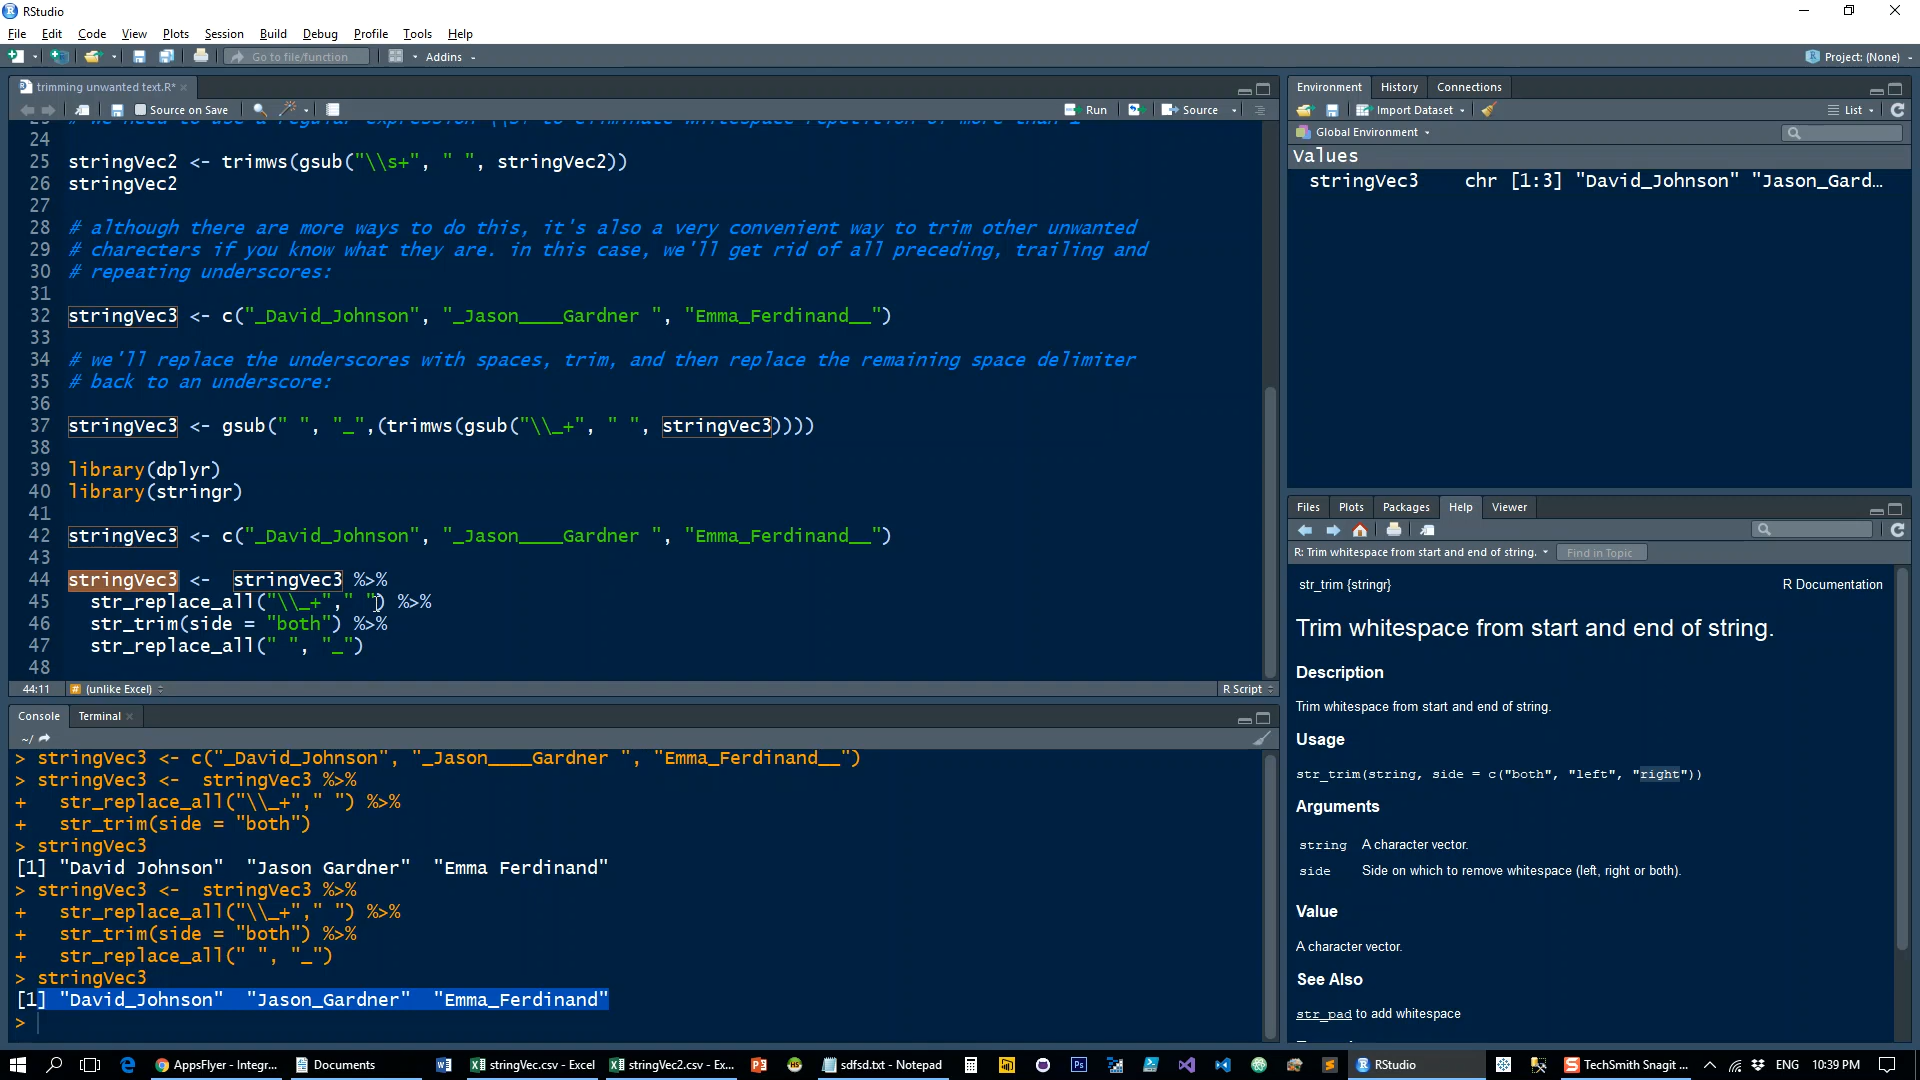 RStudio
File Edit Code View Plots Session Build Debug Profile Tools Help
Go to file/function Addins Project: (None)
trimming unwanted text.R*
Source on Save Run Source
24
25 stringVec2 <- trimws(gsub("\\s+", " ", stringVec2))
26 stringVec2
27
28 # although there are more ways to do this, it's also a very convenient way to trim other unwanted
29 # charecters if you know what they are. in this case, we'll get rid of all preceding, trailing and
30 # repeating underscores:
31
32 stringVec3 <- c("_David_Johnson", "_Jason____Gardner ", "Emma_Ferdinand__")
33
34 # we'll replace the underscores with spaces, trim, and then replace the remaining space delimiter
35 # back to an underscore:
36
37 stringVec3 <- gsub(" ", "_",(trimws(gsub("\\_+", " ", stringVec3))))
38
39 library(dplyr)
40 library(stringr)
41
42 stringVec3 <- c("_David_Johnson", "_Jason____Gardner ", "Emma_Ferdinand__")
43
44 stringVec3 <-  stringVec3 %>%
45   str_replace_all("\\_+"," ") %>%
46   str_trim(side = "both") %>%
47   str_replace_all(" ", "_")
48
44:11 # (unlike Excel) R Script
Console Terminal
~/
> stringVec3 <- c("_David_Johnson", "_Jason____Gardner ", "Emma_Ferdinand__")
> stringVec3 <-  stringVec3 %>%
+   str_replace_all("\\_+"," ") %>%
+   str_trim(side = "both")
> stringVec3
[1] "David Johnson"  "Jason Gardner"  "Emma Ferdinand"
> stringVec3 <-  stringVec3 %>%
+   str_replace_all("\\_+"," ") %>%
+   str_trim(side = "both") %>%
+   str_replace_all(" ", "_")
> stringVec3
[1] "David_Johnson"  "Jason_Gardner"  "Emma_Ferdinand"
>
Environment History Connections
Import Dataset List
Global Environment
Values
stringVec3 chr [1:3] "David_Johnson" "Jason_Gard…
Files Plots Packages Help Viewer
R: Trim whitespace from start and end of string. Find in Topic
str_trim {stringr} R Documentation
Trim whitespace from start and end of string.
Description
Trim whitespace from start and end of string.
Usage
str_trim(string, side = c("both", "left", "right"))
Arguments
string A character vector.
side Side on which to remove whitespace (left, right or both).
Value
A character vector.
See Also
str_pad to add whitespace
AppsFlyer - Integr... Documents stringVec.csv - Excel stringVec2.csv - Ex... sdfsd.txt - Notepad RStudio TechSmith Snagit ... ENG 10:39 PM